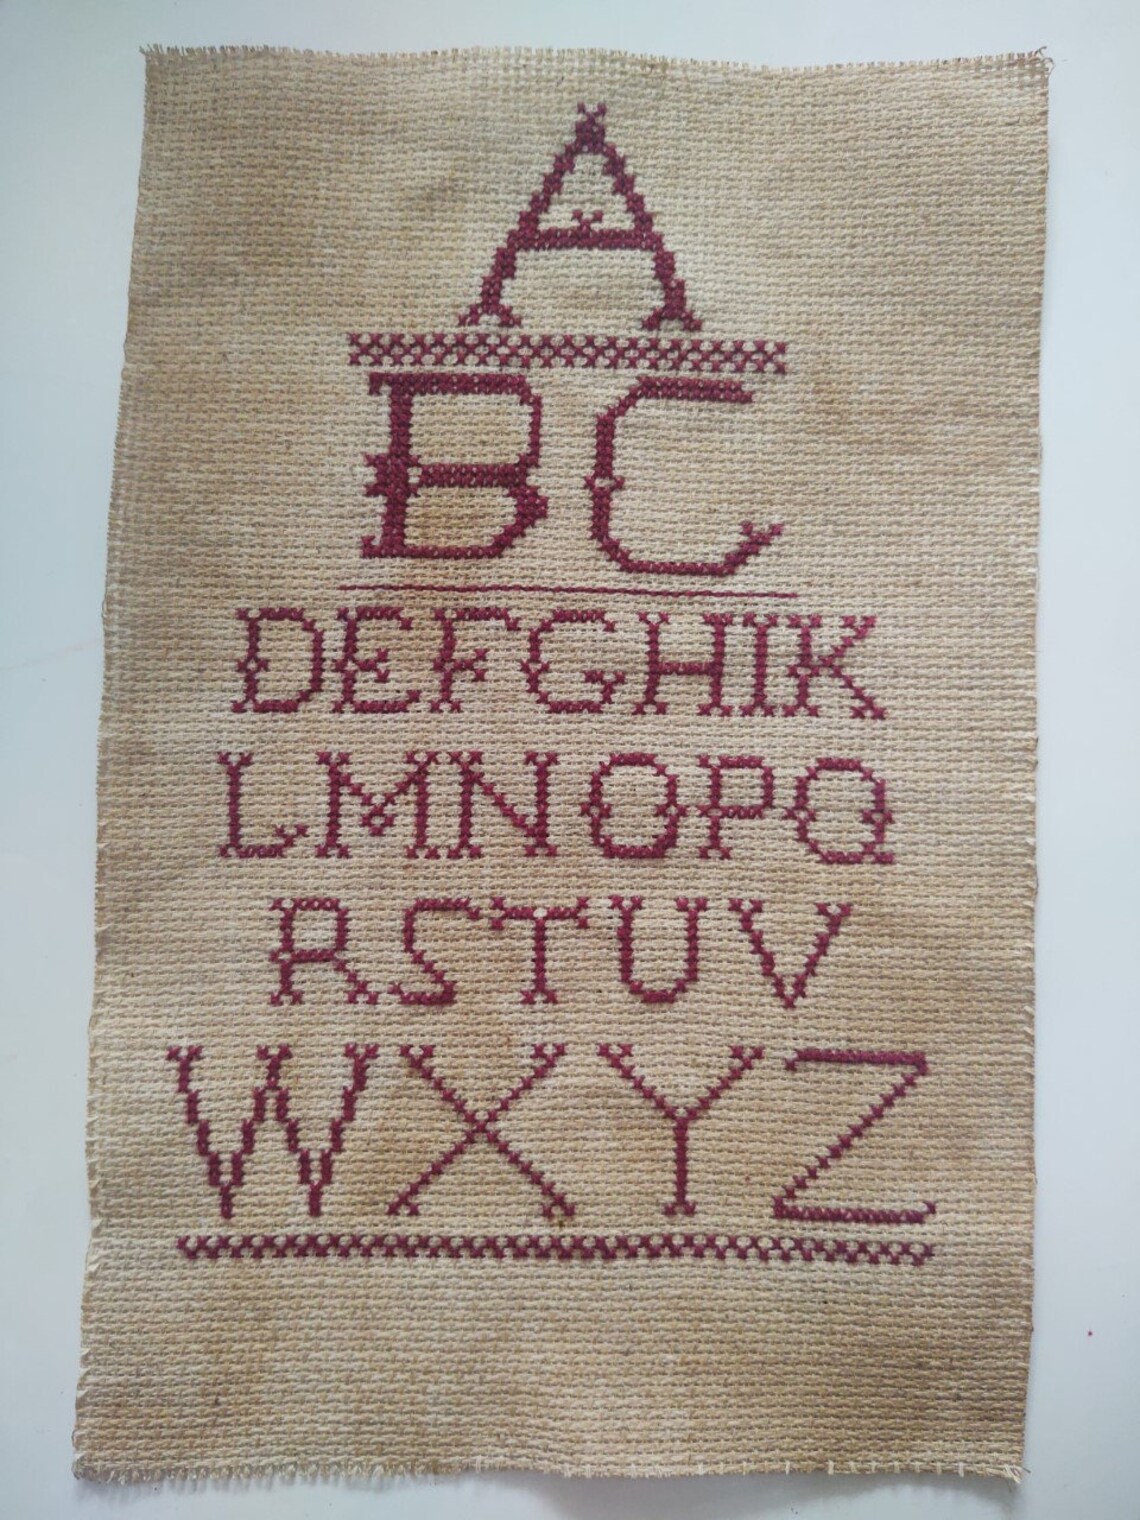 A
BC
DEFGHIK
LMNOPQ
RSTUV
WXYZ